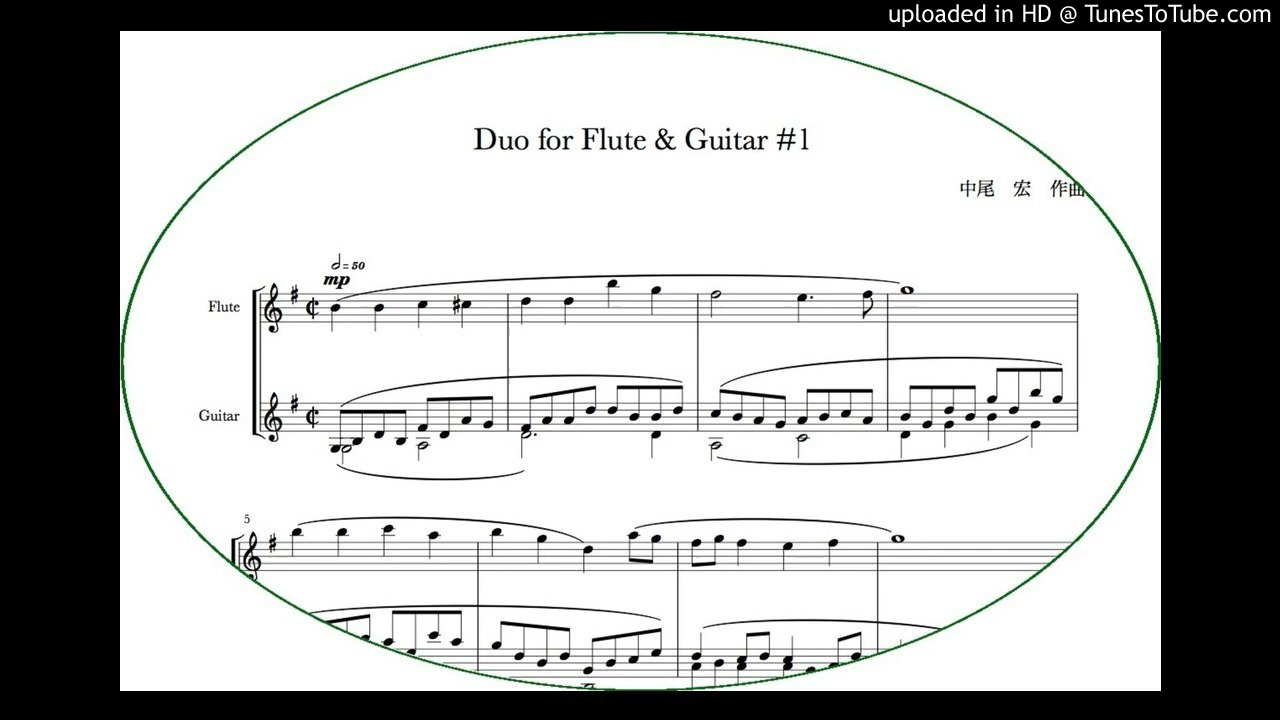 uploaded in HD @ TunesToTube.com
Duo for Flute & Guitar #1
中尾 宏 作曲
=50
mp
Flute
Guitar
5